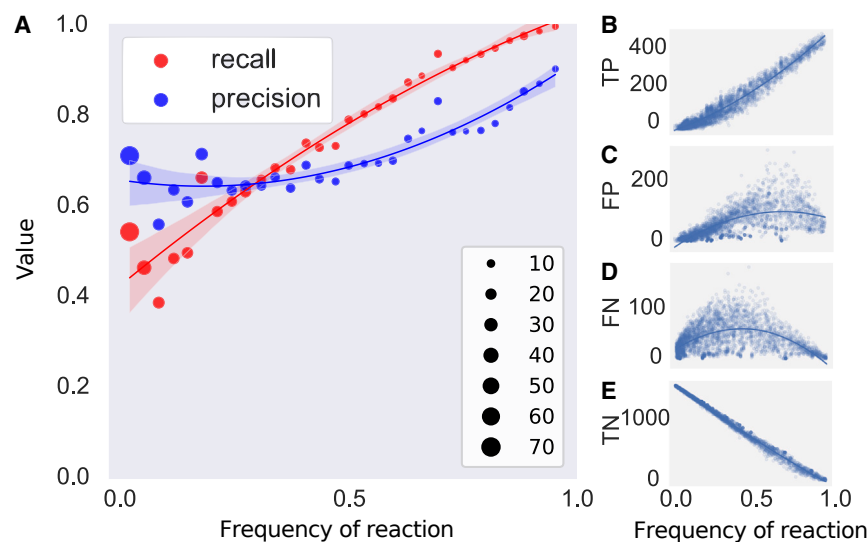 A
1.0
0.8
0.6
0.4
0.2
0.0
Value
recall
precision
10
20
30
40
50
60
70
0.0 0.5 1.0
Frequency of reaction
B
400
200
0
TP
C
200
0
FP
D
100
0
FN
E
1000
0
TN
0.0 0.5 1.0
Frequency of reaction